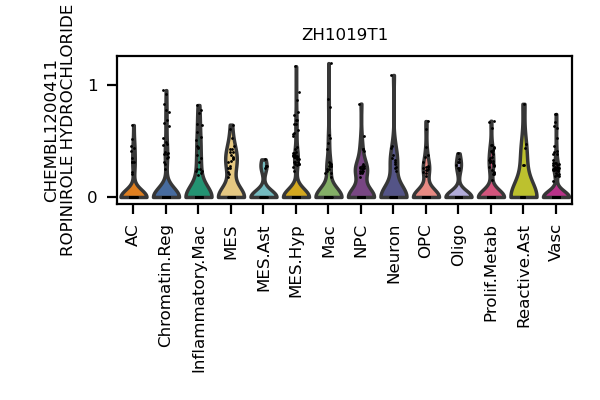 ZH1019T1
CHEMBL1200411
ROPINIROLE HYDROCHLORIDE
1
0
AC
Chromatin.Reg
Inflammatory.Mac
MES
MES.Ast
MES.Hyp
Mac
NPC
Neuron
OPC
Oligo
Prolif.Metab
Reactive.Ast
Vasc